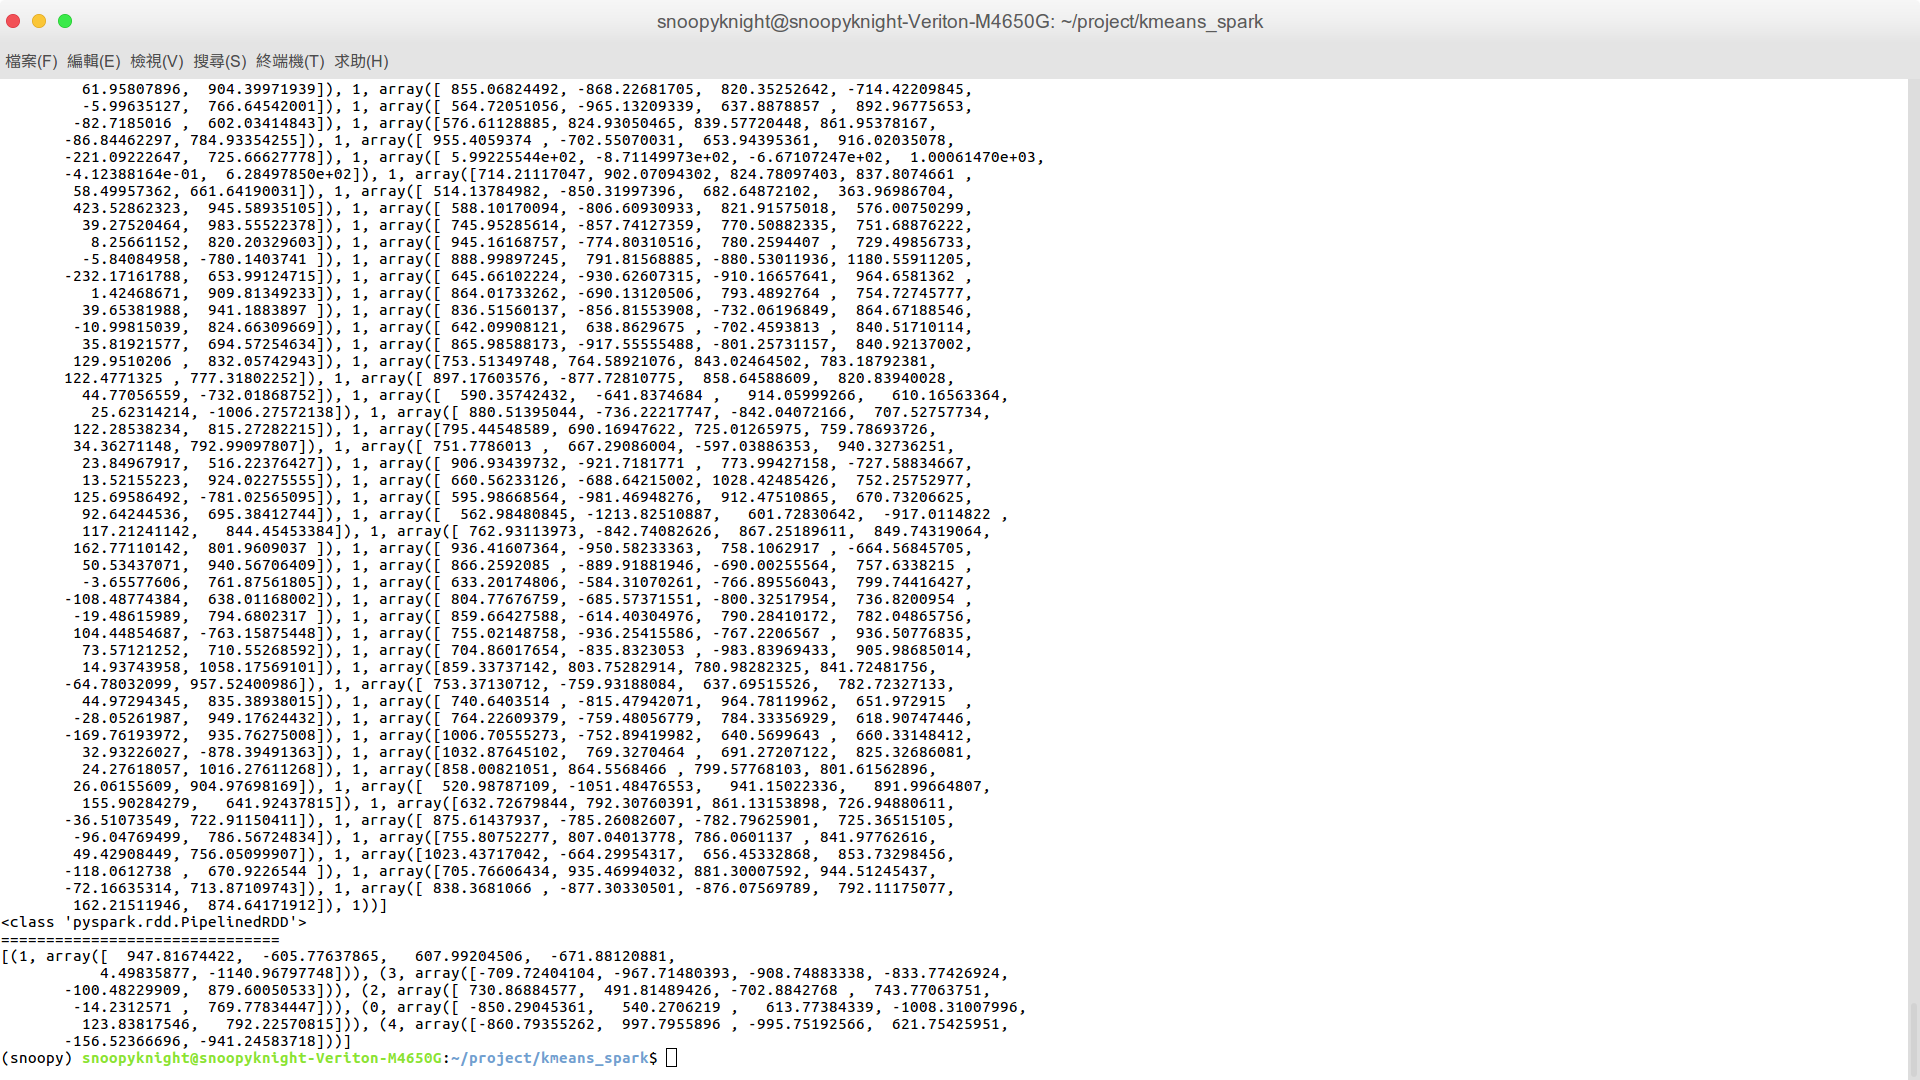 snoopyknight@snoopyknight-Veriton-M4650G: ~/project/kmeans_spark
檔案(F) 編輯(E) 檢視(V) 搜尋(S) 終端機(T) 求助(H)
61.95807896,  904.39971939]), 1, array([ 855.06824492, -868.22681705,  820.35252642, -714.42209845,
-5.99635127,  766.64542001]), 1, array([ 564.72051056, -965.13209339,  637.8878857 ,  892.96775653,
-82.7185016 ,  602.03414843]), 1, array([576.61128885, 824.93050465, 839.57720448, 861.95378167,
-86.84462297, 784.93354255]), 1, array([ 955.4059374 , -702.55070031,  653.94395361,  916.02035078,
-221.09222647,  725.66627778]), 1, array([ 5.99225544e+02, -8.71149973e+02, -6.67107247e+02,  1.00061470e+03,
-4.12388164e-01,  6.28497850e+02]), 1, array([714.21117047, 902.07094302, 824.78097403, 837.8074661 ,
58.49957362, 661.64190031]), 1, array([ 514.13784982, -850.31997396,  682.64872102,  363.96986704,
423.52862323,  945.58935105]), 1, array([ 588.10170094, -806.60930933,  821.91575018,  576.00750299,
39.27520464,  983.55522378]), 1, array([ 745.95285614, -857.74127359,  770.50882335,  751.68876222,
8.25661152,  820.20329603]), 1, array([ 945.16168757, -774.80310516,  780.2594407 ,  729.49856733,
-5.84084958, -780.1403741 ]), 1, array([ 888.99897245,  791.81568885, -880.53011936, 1180.55911205,
-232.17161788,  653.99124715]), 1, array([ 645.66102224, -930.62607315, -910.16657641,  964.6581362 ,
1.42468671,  909.81349233]), 1, array([ 864.01733262, -690.13120506,  793.4892764 ,  754.72745777,
39.65381988,  941.1883897 ]), 1, array([ 836.51560137, -856.81553908, -732.06196849,  864.67188546,
-10.99815039,  824.66309669]), 1, array([ 642.09908121,  638.8629675 , -702.4593813 ,  840.51710114,
35.81921577,  694.57254634]), 1, array([ 865.98588173, -917.55555488, -801.25731157,  840.92137002,
129.9510206 ,  832.05742943]), 1, array([753.51349748, 764.58921076, 843.02464502, 783.18792381,
122.4771325 , 777.31802252]), 1, array([ 897.17603576, -877.72810775,  858.64588609,  820.83940028,
44.77056559, -732.01868752]), 1, array([  590.35742432,  -641.8374684 ,   914.05999266,   610.16563364,
25.62314214, -1006.27572138]), 1, array([ 880.51395044, -736.22217747, -842.04072166,  707.52757734,
122.28538234,  815.27282215]), 1, array([795.44548589, 690.16947622, 725.01265975, 759.78693726,
34.36271148, 792.99097807]), 1, array([ 751.7786013 ,  667.29086004, -597.03886353,  940.32736251,
23.84967917,  516.22376427]), 1, array([ 906.93439732, -921.7181771 ,  773.99427158, -727.58834667,
13.52155223,  924.02275555]), 1, array([ 660.56233126, -688.64215002, 1028.42485426,  752.25752977,
125.69586492, -781.02565095]), 1, array([ 595.98668564, -981.46948276,  912.47510865,  670.73206625,
92.64244536,  695.38412744]), 1, array([  562.98480845, -1213.82510887,   601.72830642,  -917.0114822 ,
117.21241142,   844.45453384]), 1, array([ 762.93113973, -842.74082626,  867.25189611,  849.74319064,
162.77110142,  801.9609037 ]), 1, array([ 936.41607364, -950.58233363,  758.1062917 , -664.56845705,
50.53437071,  940.56706409]), 1, array([ 866.2592085 , -889.91881946, -690.00255564,  757.6338215 ,
-3.65577606,  761.87561805]), 1, array([ 633.20174806, -584.31070261, -766.89556043,  799.74416427,
-108.48774384,  638.01168002]), 1, array([ 804.77676759, -685.57371551, -800.32517954,  736.8200954 ,
-19.48615989,  794.6802317 ]), 1, array([ 859.66427588, -614.40304976,  790.28410172,  782.04865756,
104.44854687, -763.15875448]), 1, array([ 755.02148758, -936.25415586, -767.2206567 ,  936.50776835,
73.57121252,  710.55268592]), 1, array([ 704.86017654, -835.8323053 , -983.83969433,  905.98685014,
14.93743958, 1058.17569101]), 1, array([859.33737142, 803.75282914, 780.98282325, 841.72481756,
-64.78032099, 957.52400986]), 1, array([ 753.37130712, -759.93188084,  637.69515526,  782.72327133,
44.97294345,  835.38938015]), 1, array([ 740.6403514 , -815.47942071,  964.78119962,  651.972915  ,
-28.05261987,  949.17624432]), 1, array([ 764.22609379, -759.48056779,  784.33356929,  618.90747446,
-169.76193972,  935.76275008]), 1, array([1006.70555273, -752.89419982,  640.5699643 ,  660.33148412,
32.93226027, -878.39491363]), 1, array([1032.87645102,  769.3270464 ,  691.27207122,  825.32686081,
24.27618057, 1016.27611268]), 1, array([858.00821051, 864.5568466 , 799.57768103, 801.61562896,
26.06155609, 904.97698169]), 1, array([  520.98787109, -1051.48476553,   941.15022336,   891.99664807,
155.90284279,   641.92437815]), 1, array([632.72679844, 792.30760391, 861.13153898, 726.94880611,
-36.51073549, 722.91150411]), 1, array([ 875.61437937, -785.26082607, -782.79625901,  725.36515105,
-96.04769499,  786.56724834]), 1, array([755.80752277, 807.04013778, 786.0601137 , 841.97762616,
49.42908449, 756.05099907]), 1, array([1023.43717042, -664.29954317,  656.45332868,  853.73298456,
-118.0612738 ,  670.9226544 ]), 1, array([705.76606434, 935.46994032, 881.30007592, 944.51245437,
-72.16635314, 713.87109743]), 1, array([ 838.3681066 , -877.30330501, -876.07569789,  792.11175077,
162.21511946,  874.64171912]), 1))]
<class 'pyspark.rdd.PipelinedRDD'>
===============================
[(1, array([  947.81674422,  -605.77637865,   607.99204506,  -671.88120881,
4.49835877, -1140.96797748])), (3, array([-709.72404104, -967.71480393, -908.74883338, -833.77426924,
-100.48229909,  879.60050533])), (2, array([ 730.86884577,  491.81489426, -702.8842768 ,  743.77063751,
-14.2312571 ,  769.77834447])), (0, array([ -850.29045361,   540.2706219 ,   613.77384339, -1008.31007996,
123.83817546,   792.22570815])), (4, array([-860.79355262,  997.7955896 , -995.75192566,  621.75425951,
-156.52366696, -941.24583718]))]
(snoopy) snoopyknight@snoopyknight-Veriton-M4650G:~/project/kmeans_spark$